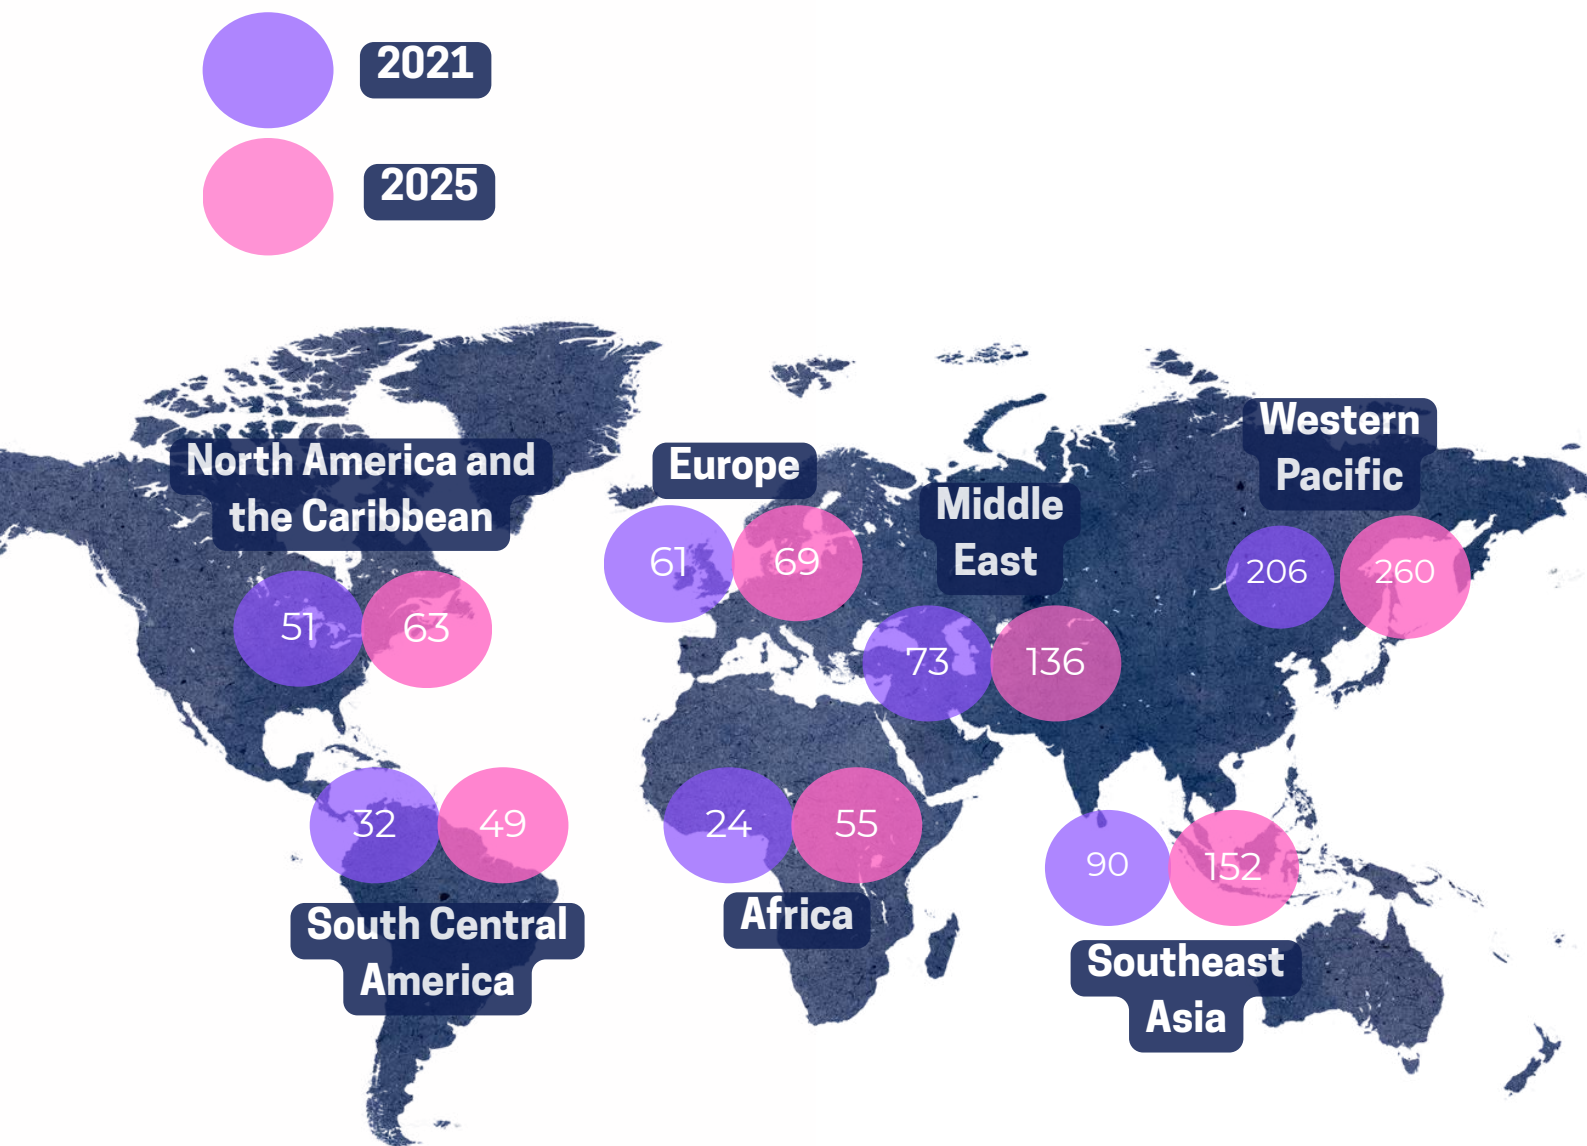 2021
2025
North America and
the Caribbean
51
63
Europe
61
69
Middle
East
73
136
Western
Pacific
206
260
32
49
South Central
America
24
55
Africa
90
152
Southeast
Asia